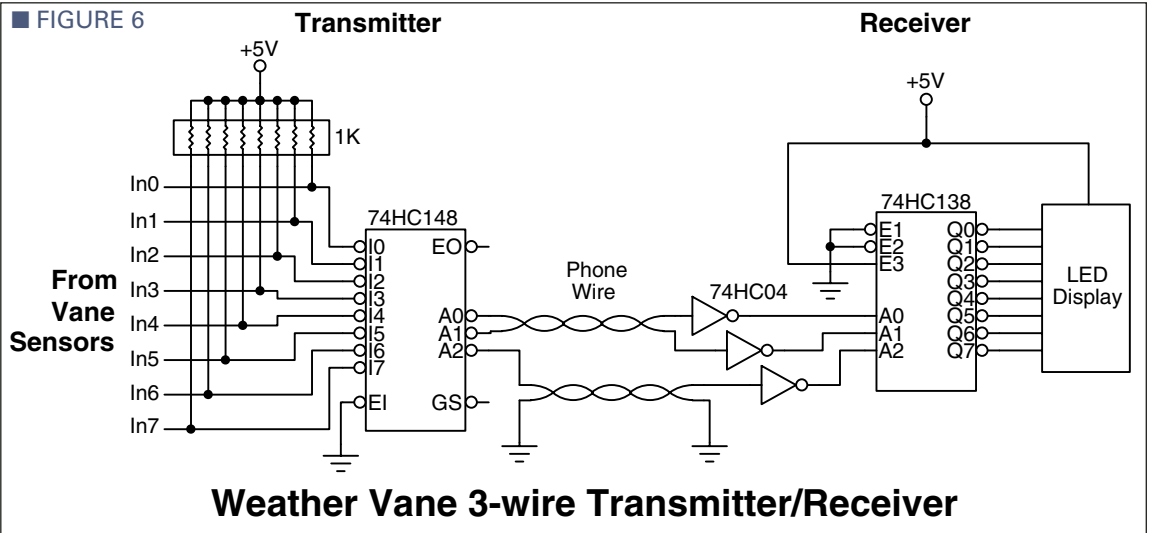 FIGURE 6
Transmitter
Receiver
+5V
1K
In0
In1
In2
In3
In4
In5
In6
In7
From
Vane
Sensors
74HC148
I0
I1
I2
I3
I4
I5
I6
I7
EI
EO
A0
A1
A2
GS
Phone
Wire
74HC04
+5V
74HC138
E1
E2
E3
A0
A1
A2
Q0
Q1
Q2
Q3
Q4
Q5
Q6
Q7
LED
Display
Weather Vane 3-wire Transmitter/Receiver